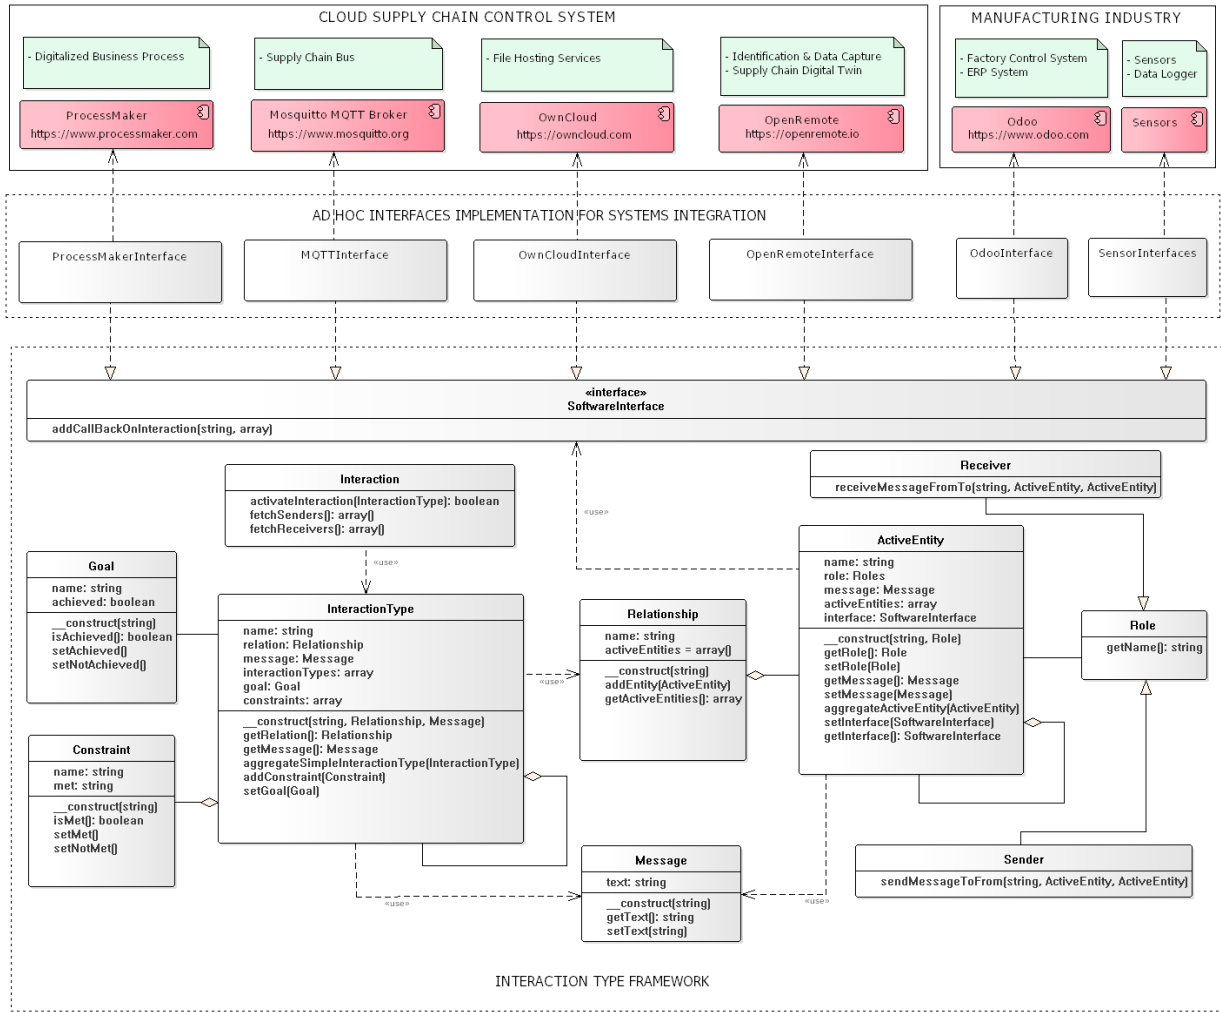 CLOUD SUPPLY CHAIN CONTROL SYSTEM
- Digitalized Business Process
- Supply Chain Bus
- File Hosting Services
- Identification & Data Capture
- Supply Chain Digital Twin
ProcessMaker
https://www.processmaker.com
Mosquitto MQTT Broker
https://www.mosquitto.org
OwnCloud
https://owncloud.com
OpenRemote
https://openremote.io
MANUFACTURING INDUSTRY
- Factory Control System
- ERP System
- Sensors
- Data Logger
Odoo
https://www.odoo.com
Sensors
AD HOC INTERFACES IMPLEMENTATION FOR SYSTEMS INTEGRATION
ProcessMakerInterface
MQTTInterface
OwnCloudInterface
OpenRemoteInterface
OdooInterface
SensorInterfaces
«interface»
SoftwareInterface
addCallBackOnInteraction(string, array)
Interaction
activateInteraction(InteractionType): boolean
fetchSenders(): array()
fetchReceivers(): array()
«use»
«use»
Receiver
receiveMessageFromTo(string, ActiveEntity, ActiveEntity)
Goal
name: string
achieved: boolean
__construct(string)
isAchieved(): boolean
setAchieved()
setNotAchieved()
InteractionType
name: string
relation: Relationship
message: Message
interactionTypes: array
goal: Goal
constraints: array
__construct(string, Relationship, Message)
getRelation(): Relationship
getMessage(): Message
aggregateSimpleInteractionType(InteractionType)
addConstraint(Constraint)
setGoal(Goal)
«use»
Relationship
name: string
activeEntities = array()
__construct(string)
addEntity(ActiveEntity)
getActiveEntities(): array
ActiveEntity
name: string
role: Roles
message: Message
activeEntities: array
interface: SoftwareInterface
__construct(string, Role)
getRole(): Role
setRole(Role)
getMessage(): Message
setMessage(Message)
aggregateActiveEntity(ActiveEntity)
setInterface(SoftwareInterface)
getInterface(): SoftwareInterface
Role
getName(): string
Constraint
name: string
met: string
__construct(string)
isMet(): boolean
setMet()
setNotMet()
«use»
Message
text: string
__construct(string)
getText(): string
setText(string)
«use»
Sender
sendMessageToFrom(string, ActiveEntity, ActiveEntity)
INTERACTION TYPE FRAMEWORK